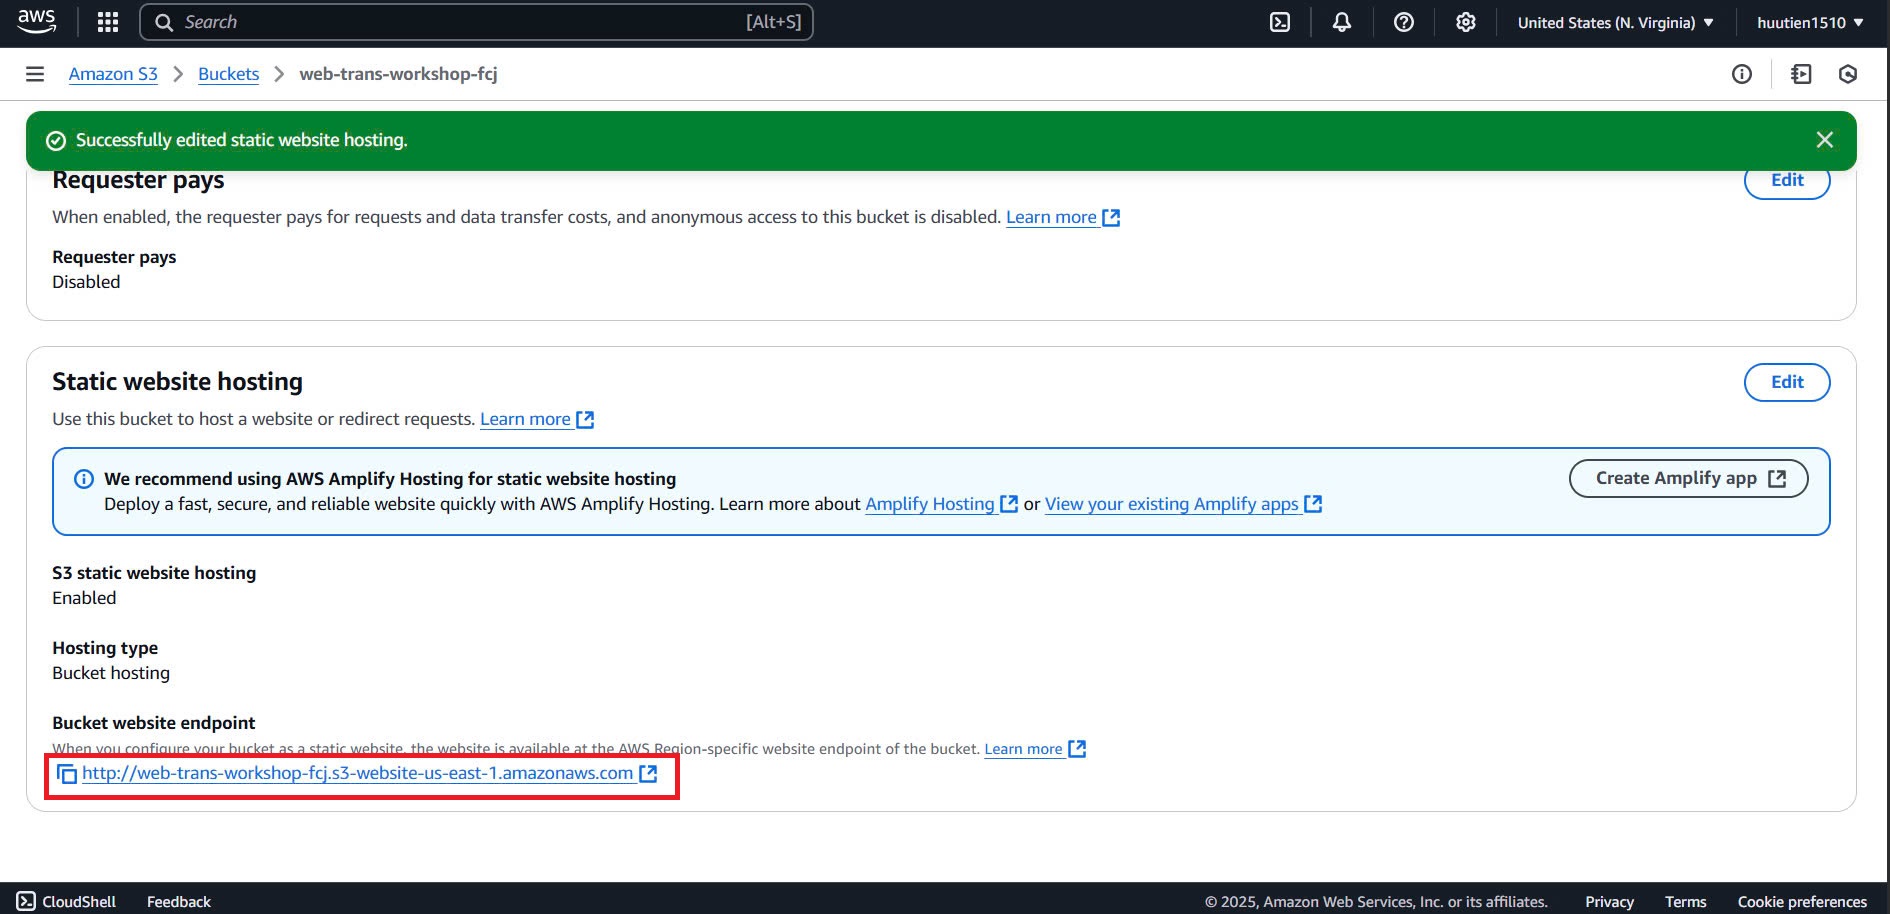 aws Search [Alt+S] United States (N. Virginia) huutien1510
Amazon S3 > Buckets > web-trans-workshop-fcj
Successfully edited static website hosting.
Requester pays Edit
When enabled, the requester pays for requests and data transfer costs, and anonymous access to this bucket is disabled. Learn more
Requester pays
Disabled
Static website hosting Edit
Use this bucket to host a website or redirect requests. Learn more
We recommend using AWS Amplify Hosting for static website hosting Create Amplify app
Deploy a fast, secure, and reliable website quickly with AWS Amplify Hosting. Learn more about Amplify Hosting or View your existing Amplify apps
S3 static website hosting
Enabled
Hosting type
Bucket hosting
Bucket website endpoint
When you configure your bucket as a static website, the website is available at the AWS Region-specific website endpoint of the bucket. Learn more
http://web-trans-workshop-fcj.s3-website-us-east-1.amazonaws.com
CloudShell Feedback © 2025, Amazon Web Services, Inc. or its affiliates. Privacy Terms Cookie preferences